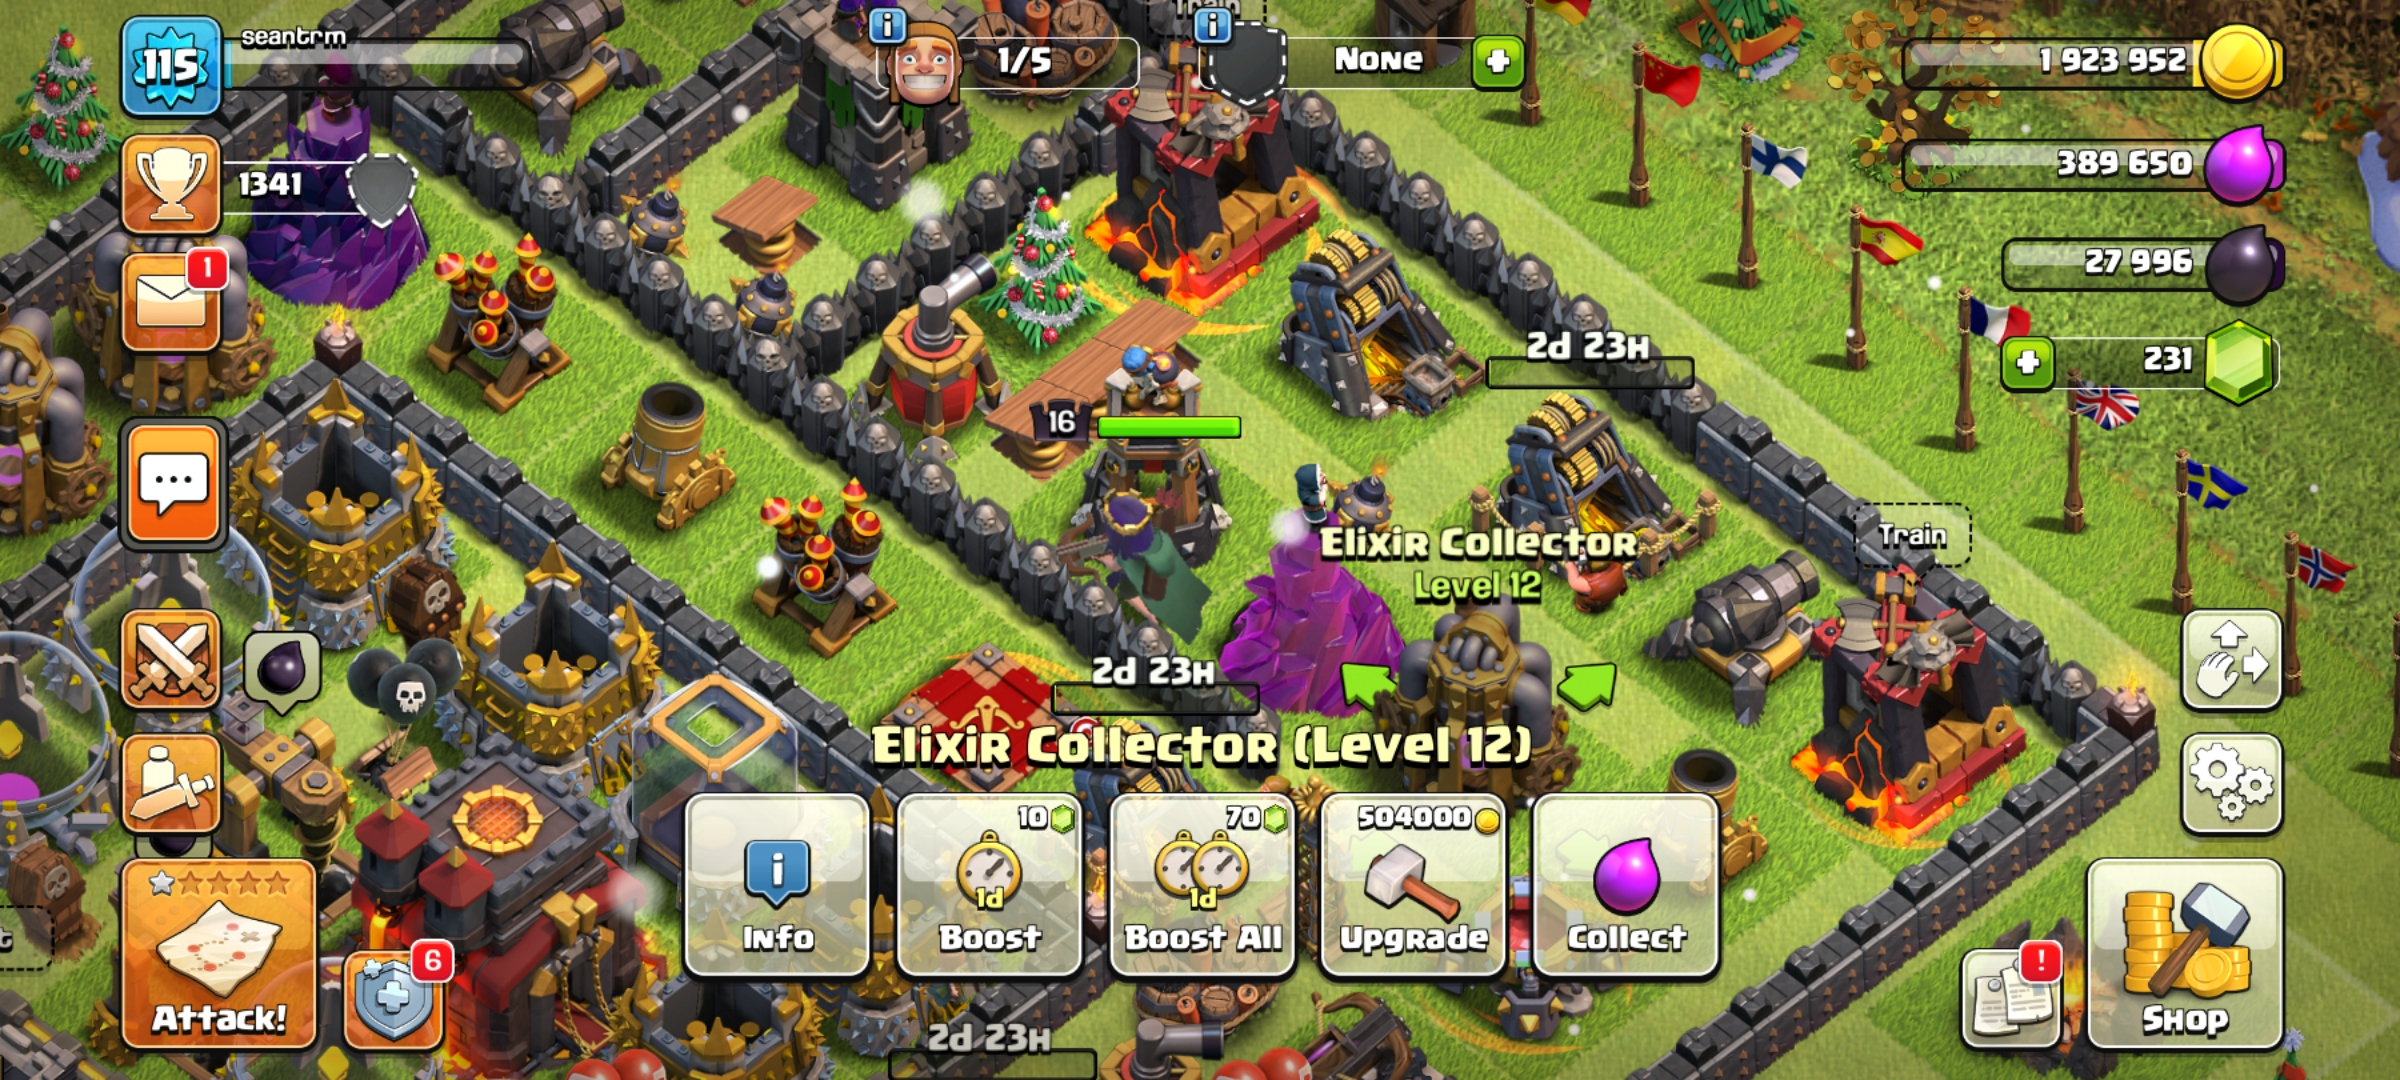 115
seantrm
1/5
None
1 923 952
Train
1341
389 650
1
27 996
231
2d 23H
16
Elixir Collector
Level 12
Train
2d 23H
Elixir Collector (Level 12)
10
1d
Boost
70
1d
Boost All
504000
Upgrade
Info
Collect
Attack!
6
2d 23H
!
Shop